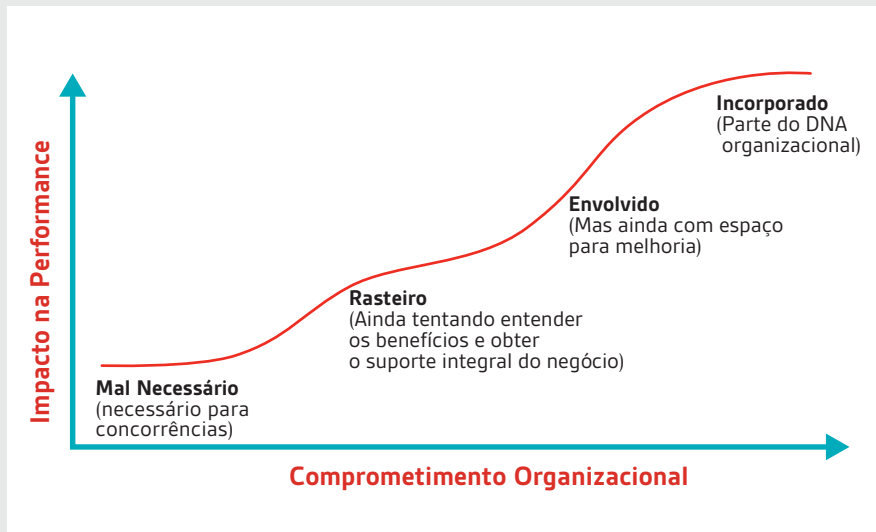 Impacto na Performance
Incorporado
(Parte do DNA
organizacional)
Envolvido
(Mas ainda com espaço
para melhoria)
Rasteiro
(Ainda tentando entender
os benefícios e obter
o suporte integral do negócio)
Mal Necessário
(necessário para
concorrências)
Comprometimento Organizacional